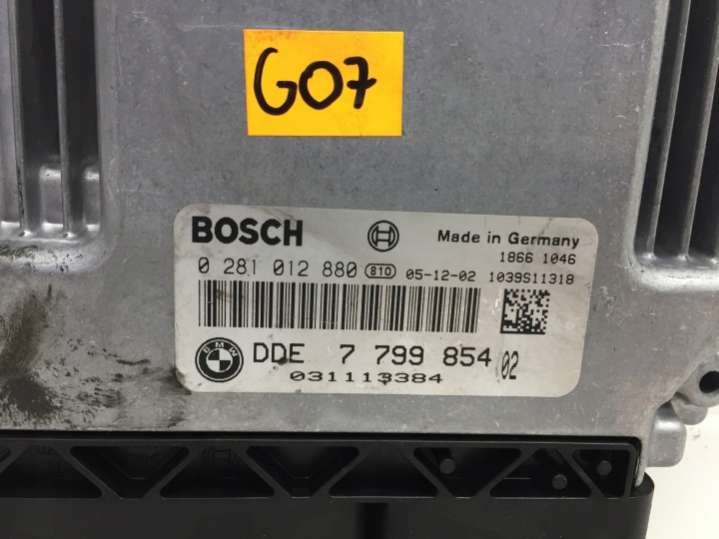 G07
BOSCH
Made in Germany
1866 1046
0 281 012 880 810 05-12-02 1039S11318
BMW
DDE 7 799 854 02
031113384